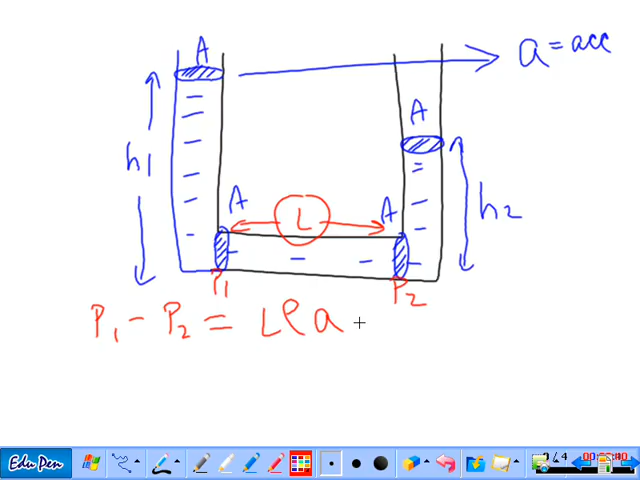 A
a = acc
A
h1
h2
A
L
A
P1
P2
P1 - P2 = Lρa
Edu Pen